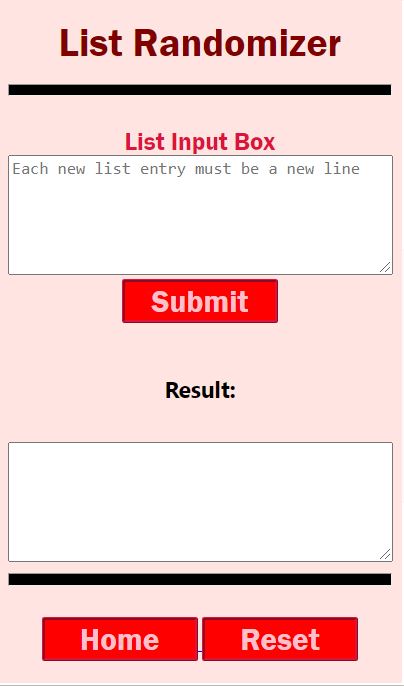 List Randomizer
List Input Box
Each new list entry must be a new line
Submit
Result:
Home Reset